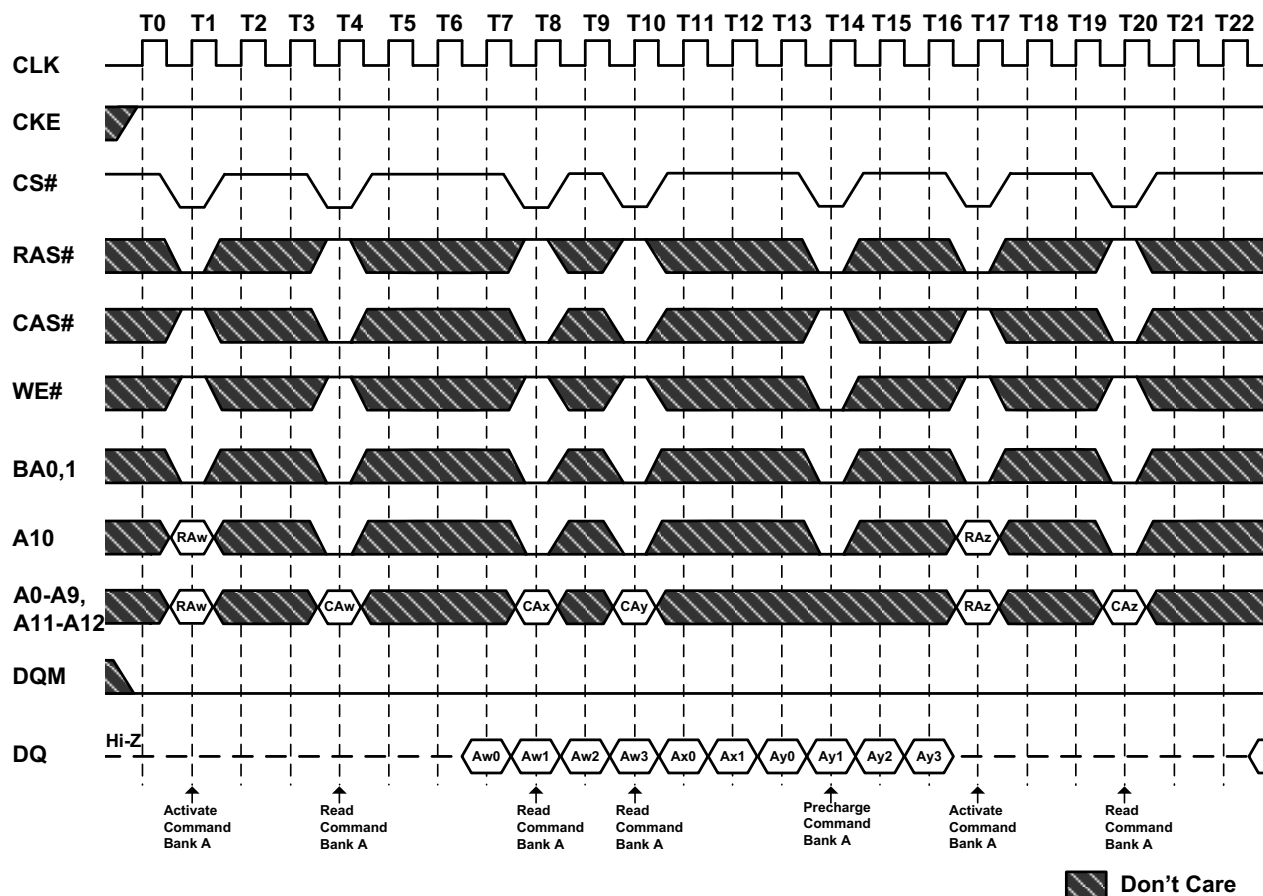 T0 T1 T2 T3 T4 T5 T6 T7 T8 T9 T10 T11 T12 T13 T14 T15 T16 T17 T18 T19 T20 T21 T22
CLK
CKE
CS#
RAS#
CAS#
WE#
BA0,1
A10
RAw RAz
A0-A9,
A11-A12
RAw CAw CAx CAy RAz CAz
DQM
DQ
Hi-Z
Aw0 Aw1 Aw2 Aw3 Ax0 Ax1 Ay0 Ay1 Ay2 Ay3
Activate
Command
Bank A
Read
Command
Bank A
Read
Command
Bank A
Read
Command
Bank A
Precharge
Command
Bank A
Activate
Command
Bank A
Read
Command
Bank A
Don't Care